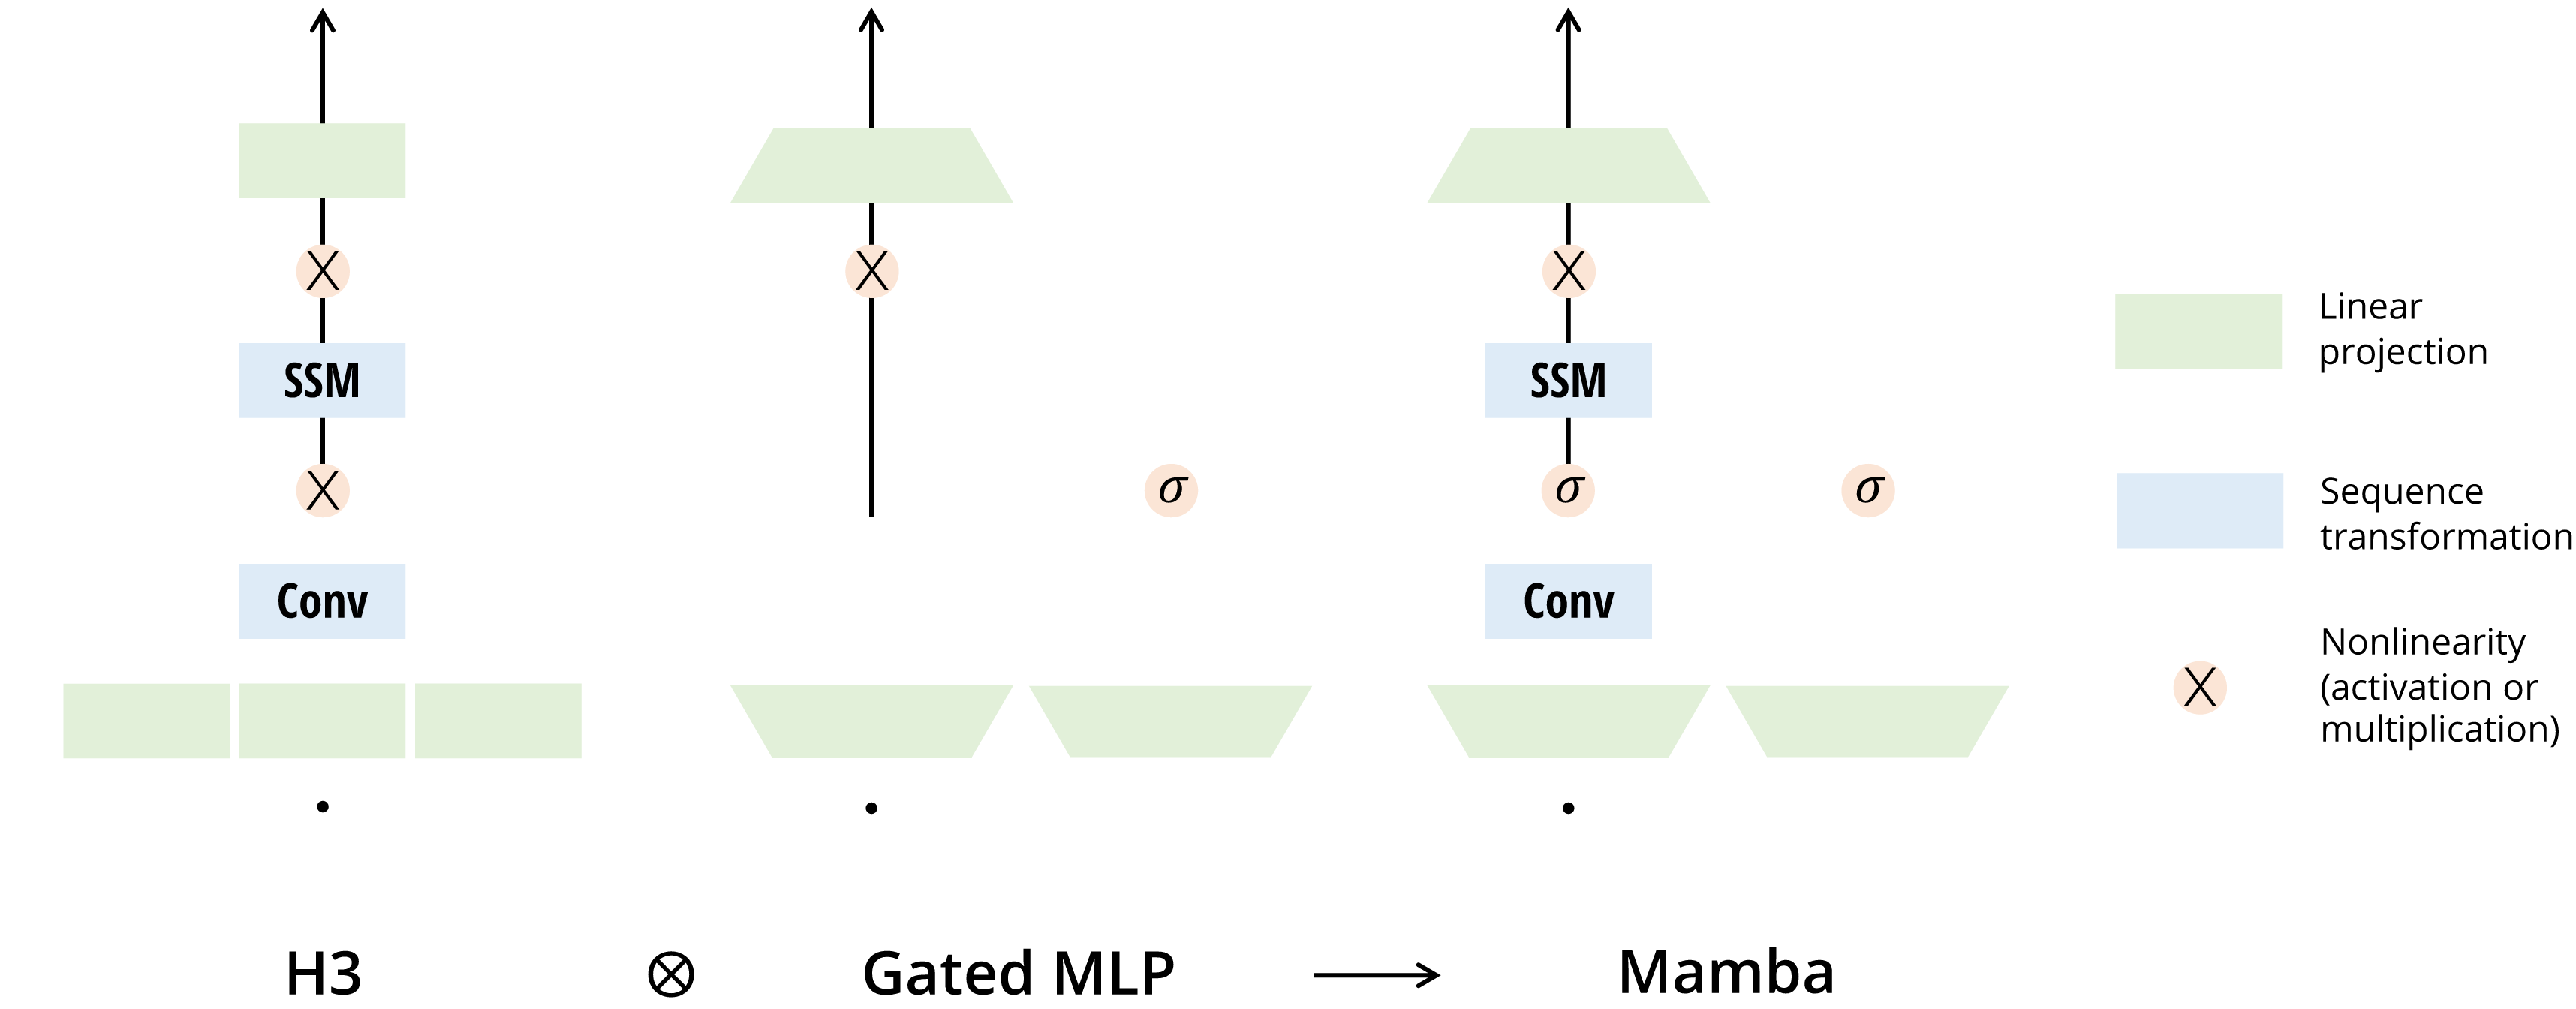 X
X
X
SSM
SSM
X
σ
σ
σ
Conv
Conv
Linear
projection
Sequence
transformation
X
Nonlinearity
(activation or
multiplication)
H3 ⊗ Gated MLP → Mamba